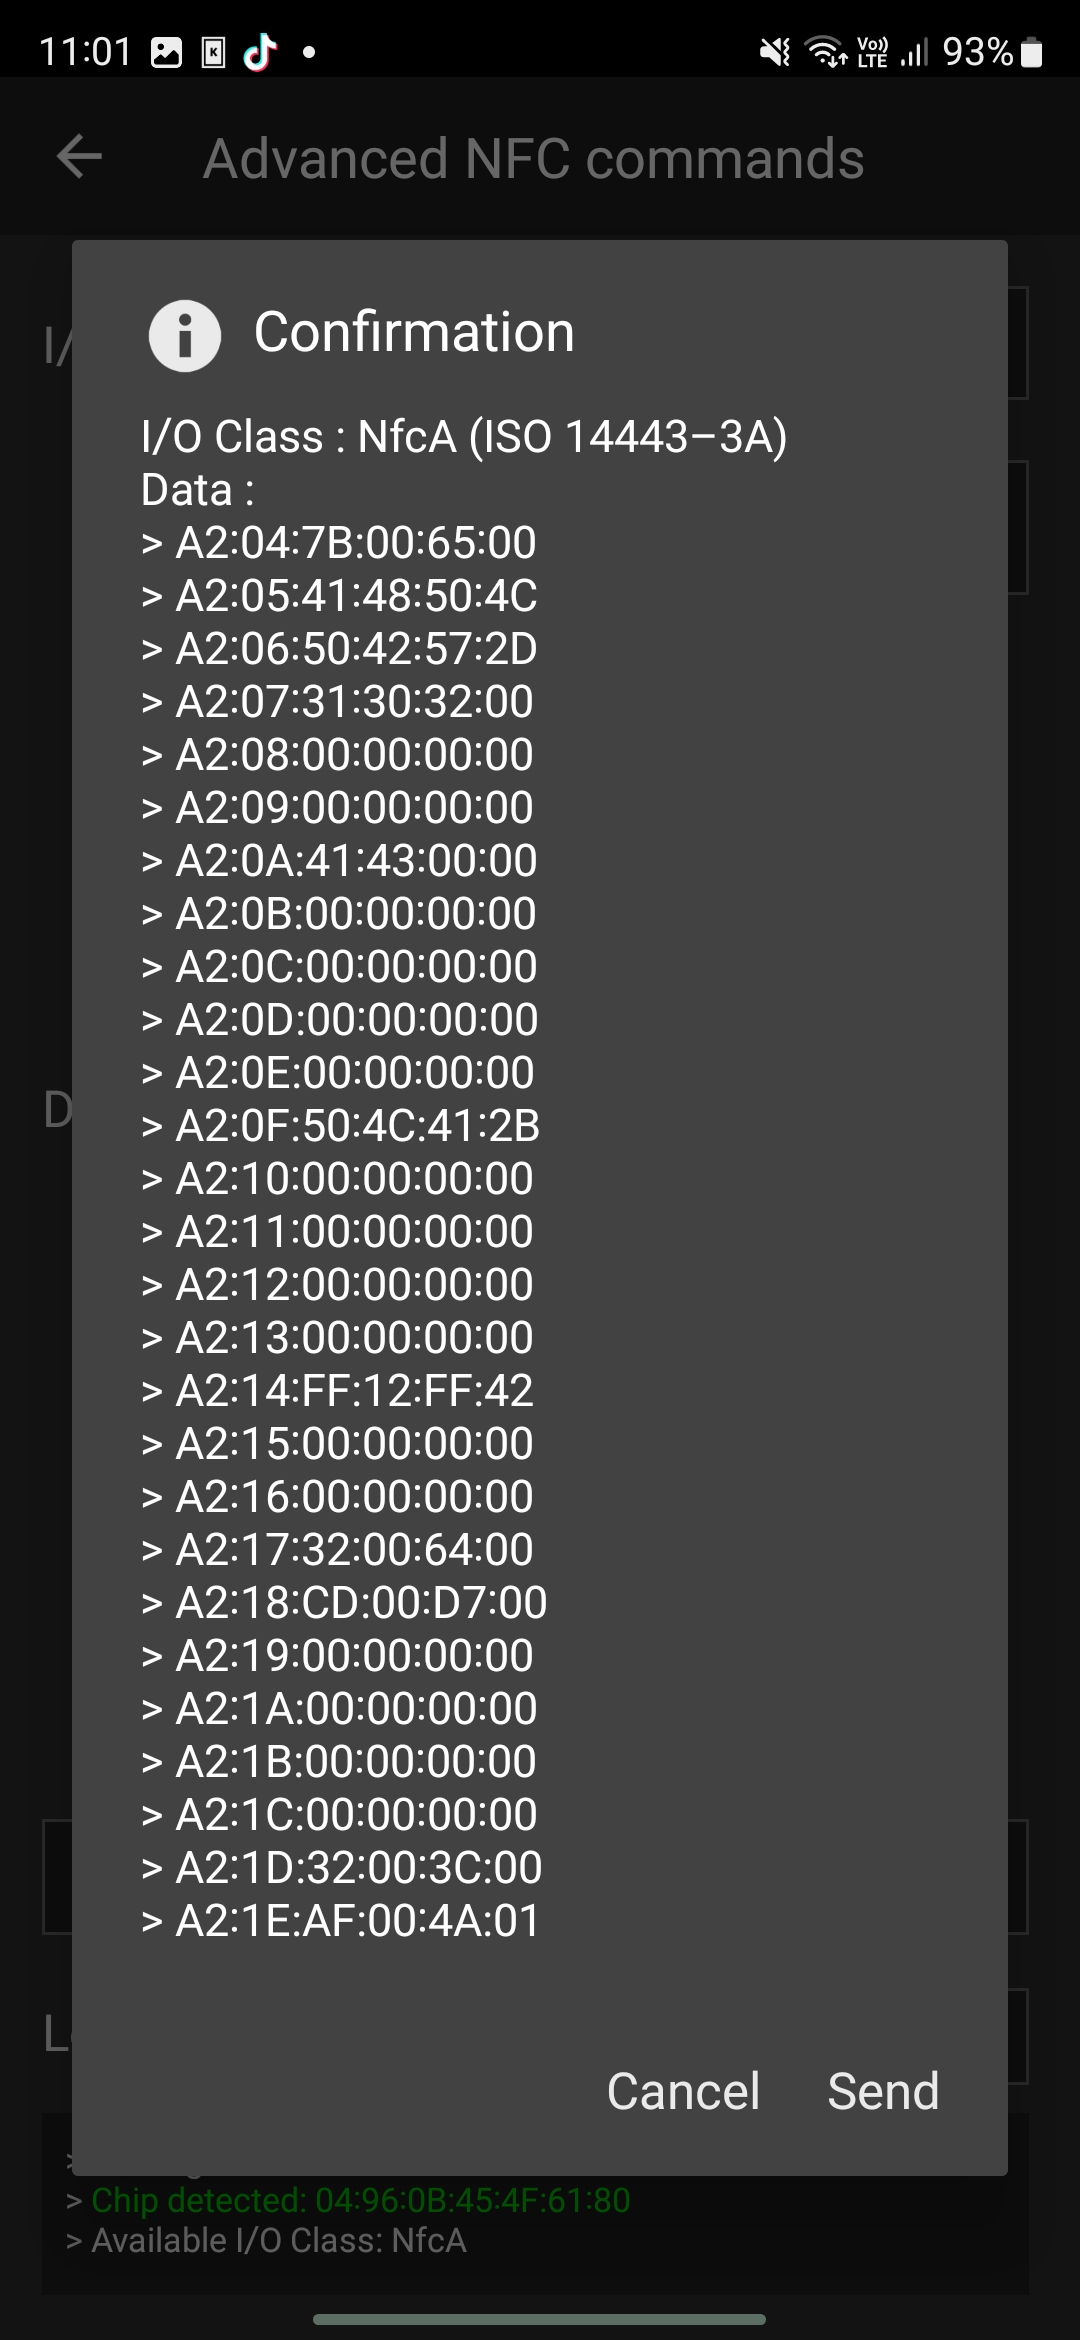 11:01
Vo)) LTE 93%
Advanced NFC commands
Confirmation
I/O Class : NfcA (ISO 14443–3A)
Data :
> A2:04:7B:00:65:00
> A2:05:41:48:50:4C
> A2:06:50:42:57:2D
> A2:07:31:30:32:00
> A2:08:00:00:00:00
> A2:09:00:00:00:00
> A2:0A:41:43:00:00
> A2:0B:00:00:00:00
> A2:0C:00:00:00:00
> A2:0D:00:00:00:00
> A2:0E:00:00:00:00
> A2:0F:50:4C:41:2B
> A2:10:00:00:00:00
> A2:11:00:00:00:00
> A2:12:00:00:00:00
> A2:13:00:00:00:00
> A2:14:FF:12:FF:42
> A2:15:00:00:00:00
> A2:16:00:00:00:00
> A2:17:32:00:64:00
> A2:18:CD:00:D7:00
> A2:19:00:00:00:00
> A2:1A:00:00:00:00
> A2:1B:00:00:00:00
> A2:1C:00:00:00:00
> A2:1D:32:00:3C:00
> A2:1E:AF:00:4A:01
Cancel Send
> Chip detected: 04:96:0B:45:4F:61:80
> Available I/O Class: NfcA